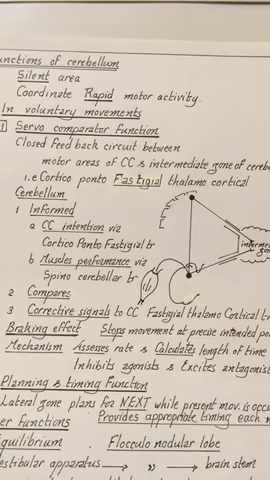 unctions of cerebellum
Silent area
Coordinate Rapid motor activity.
In voluntary movements
1 Servo comparator Function
Closed feed back circuit between
motor areas of CC & intermediate zone of cerebe
i.e Cortico ponto Fastigial thalamo cortical
Cerebellum
1 Informed
a CC intention via
Cortico Ponto Fastigial tr
intermed
zone
b Muscles performance via
Spino cerebellar tr
2 Compares
3 Corrective signals to CC Fastigial Thalamo Cortical tr
Braking effect Stops movement at precise intended po
Mechanism Assesses rate & Calculates length of time
Inhibits agonists & Excites antagonist
Planning & timing Function
Lateral zone plans for NEXT while present mov. is occu
Provides appropriate timing each
er functions
quilibrium . Flocculo nodular lobe
estibular apparatus → " → brain stem